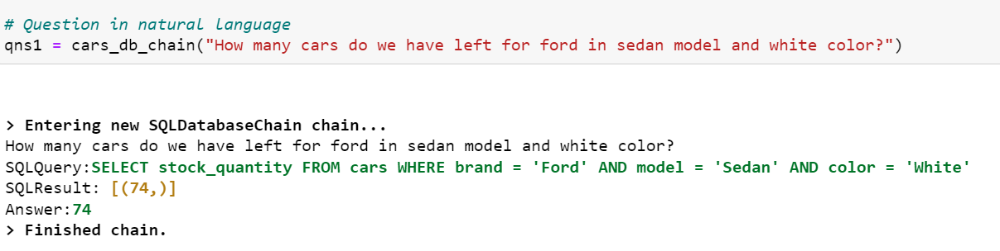 # Question in natural language
qns1 = cars_db_chain("How many cars do we have left for ford in sedan model and white color?")
> Entering new SQLDatabaseChain chain...
How many cars do we have left for ford in sedan model and white color?
SQLQuery:SELECT stock_quantity FROM cars WHERE brand = 'Ford' AND model = 'Sedan' AND color = 'White'
SQLResult: [(74,)]
Answer:74
> Finished chain.